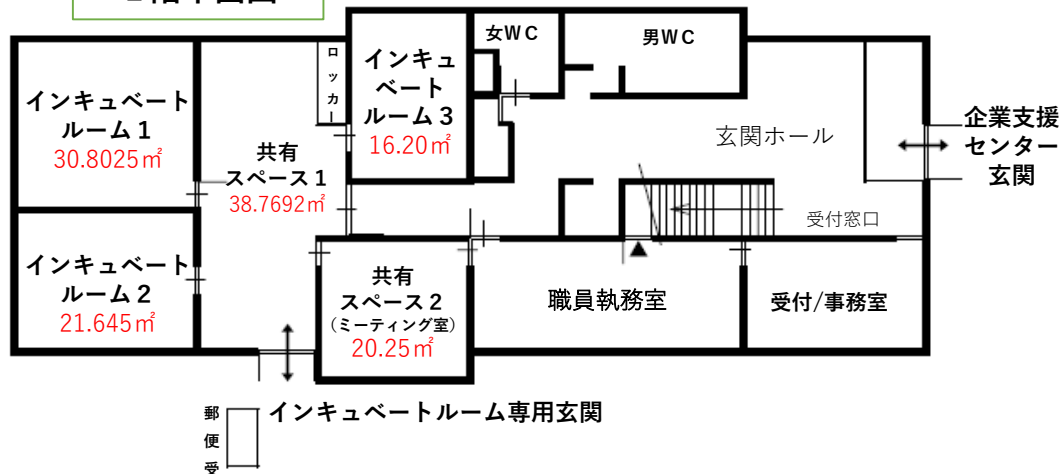 女ＷＣ
男ＷＣ
ロッカー
インキュ
ベート
ルーム３
16.20㎡
インキュベート
ルーム１
30.8025㎡
共有
スペース１
38.7692㎡
玄関ホール
企業支援
センター
玄関
受付窓口
インキュベート
ルーム２
21.645㎡
共有
スペース２
（ミーティング室）
20.25㎡
職員執務室
受付/事務室
インキュベートルーム専用玄関
郵便受